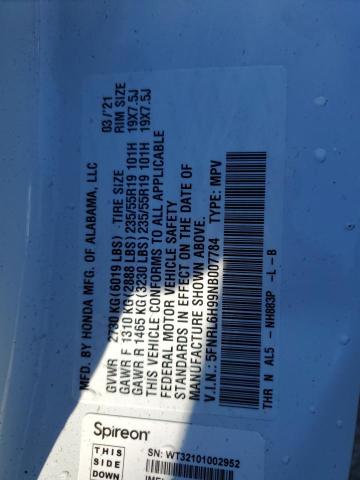 MFD. BY HONDA MFG. OF ALABAMA, LLC 03/'21
GVWR 2730 KG(6019 LBS) - TIRE SIZE RIM SIZE
GAWR F 1310 KG(2888 LBS)235/55R19 101H 19X7.5J
GAWR R 1465 KG(3230 LBS)235/55R19 101H 19X7.5J
THIS VEHICLE CONFORMS TO ALL APPLICABLE
FEDERAL MOTOR VEHICLE SAFETY
STANDARDS IN EFFECT ON THE DATE OF
MANUFACTURE SHOWN ABOVE.
V.I.N.: 5FNRL6H99NB007794 TYPE: MPV
THR N AL5 - NH883P -L -B
Spireon
THIS
SIDE
DOWN
SN: WT32101002952